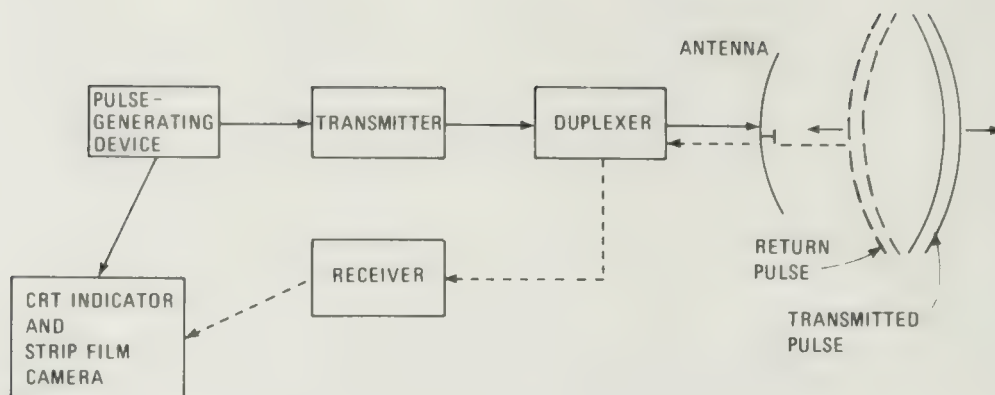 ANTENNA
PULSE-
GENERATING
DEVICE
TRANSMITTER
DUPLEXER
RECEIVER
RETURN
PULSE
CRT INDICATOR
AND
STRIP FILM
CAMERA
TRANSMITTED
PULSE